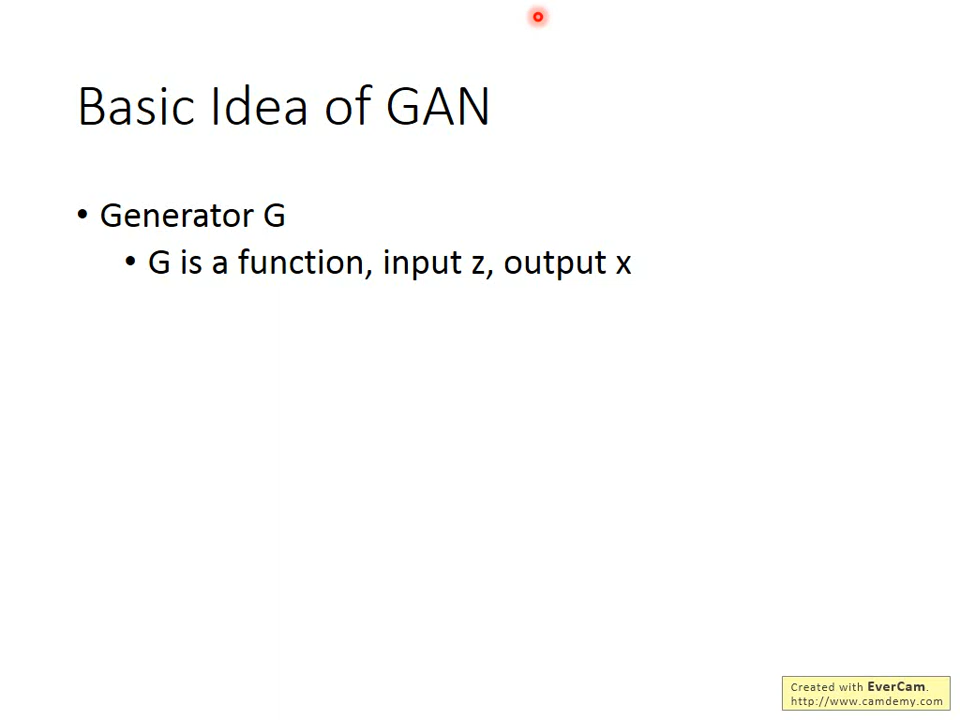 Basic Idea of GAN
• Generator G
• G is a function, input z, output x
Created with EverCam.
http://www.camdemy.com